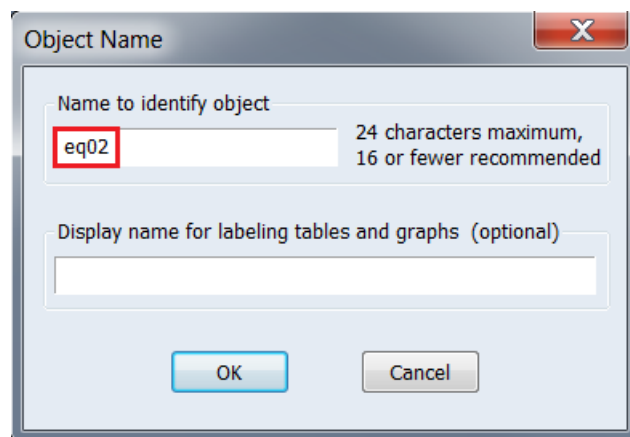 Object Name
X
Name to identify object
eq02
24 characters maximum,
16 or fewer recommended
Display name for labeling tables and graphs (optional)
OK
Cancel